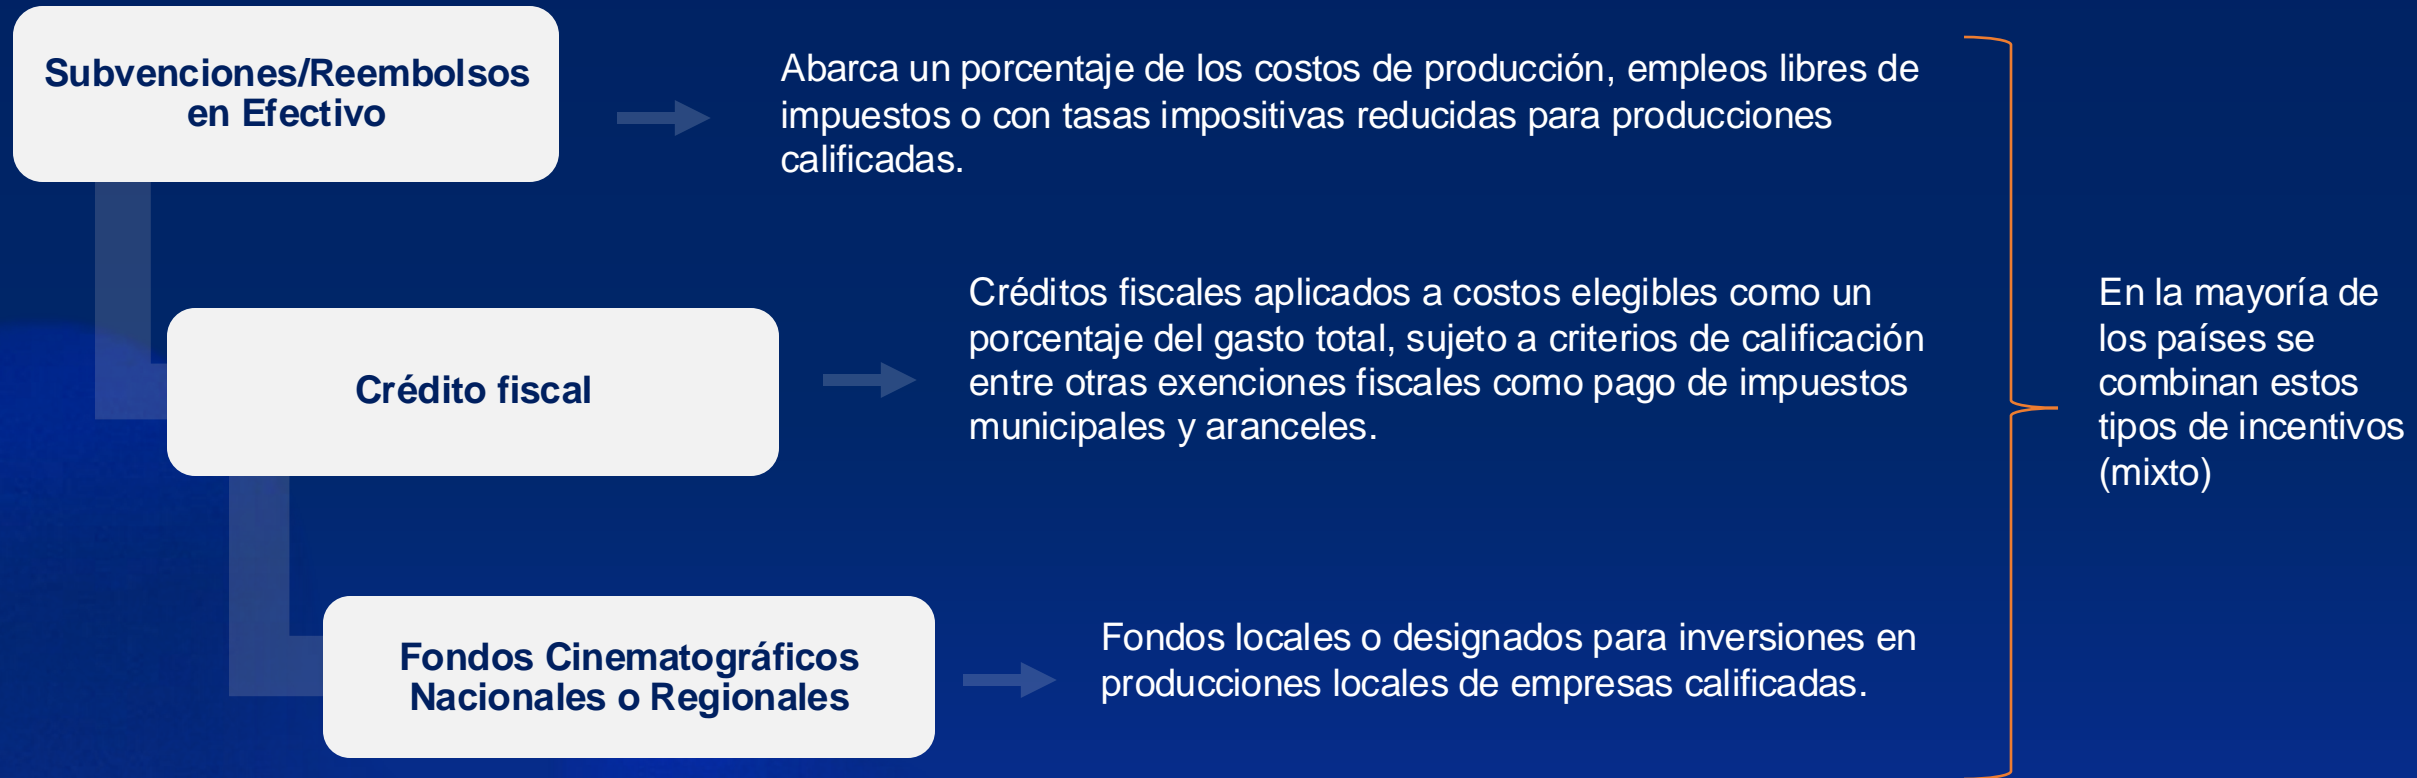 Subvenciones/Reembolsos
en Efectivo
Abarca un porcentaje de los costos de producción, empleos libres de
impuestos o con tasas impositivas reducidas para producciones
calificadas.
Crédito fiscal
Créditos fiscales aplicados a costos elegibles como un
porcentaje del gasto total, sujeto a criterios de calificación
entre otras exenciones fiscales como pago de impuestos
municipales y aranceles.
Fondos Cinematográficos
Nacionales o Regionales
Fondos locales o designados para inversiones en
producciones locales de empresas calificadas.
En la mayoría de
los países se
combinan estos
tipos de incentivos
(mixto)